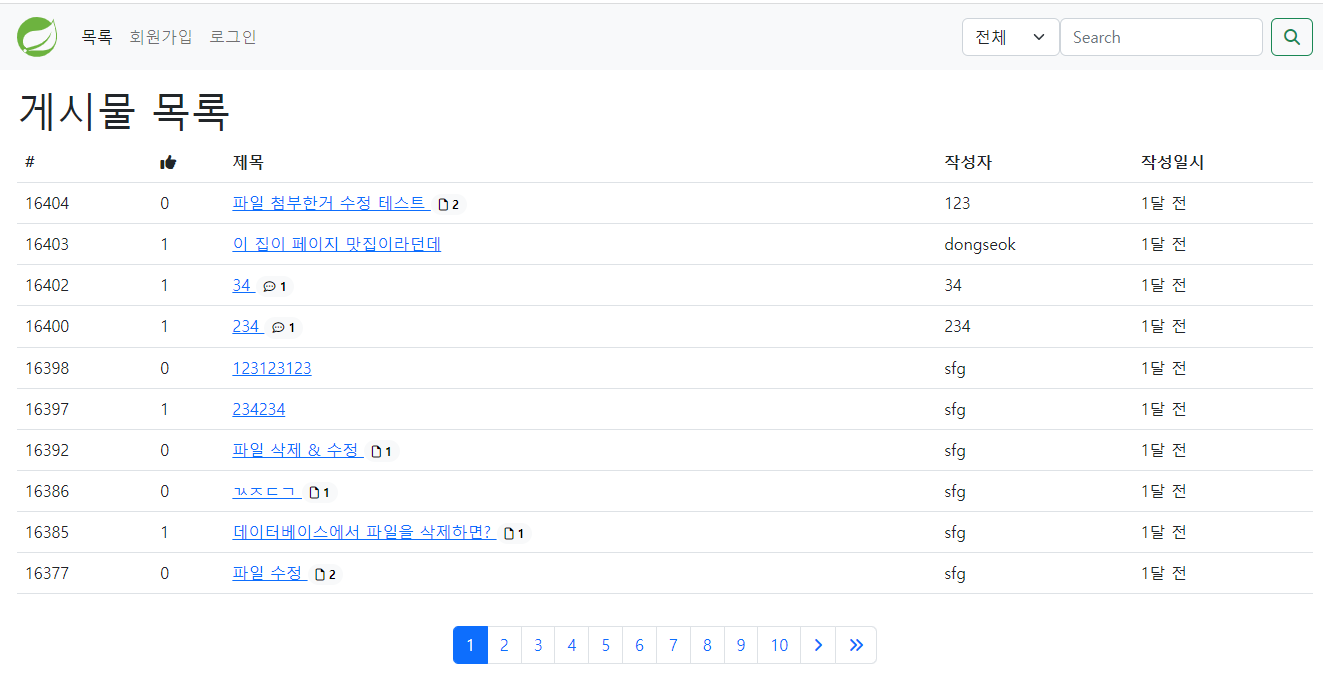 목록 회원가입 로그인 전체 Search
게시물 목록
# 제목 작성자 작성일시
16404 0 파일 첨부한거 수정 테스트 2 123 1달 전
16403 1 이 집이 페이지 맛집이라던데 dongseok 1달 전
16402 1 34 1 34 1달 전
16400 1 234 1 234 1달 전
16398 0 123123123 sfg 1달 전
16397 1 234234 sfg 1달 전
16392 0 파일 삭제 & 수정 1 sfg 1달 전
16386 0 ㄳㅈㄷㄱ 1 sfg 1달 전
16385 1 데이터베이스에서 파일을 삭제하면? 1 sfg 1달 전
16377 0 파일 수정 2 sfg 1달 전
1 2 3 4 5 6 7 8 9 10 > »